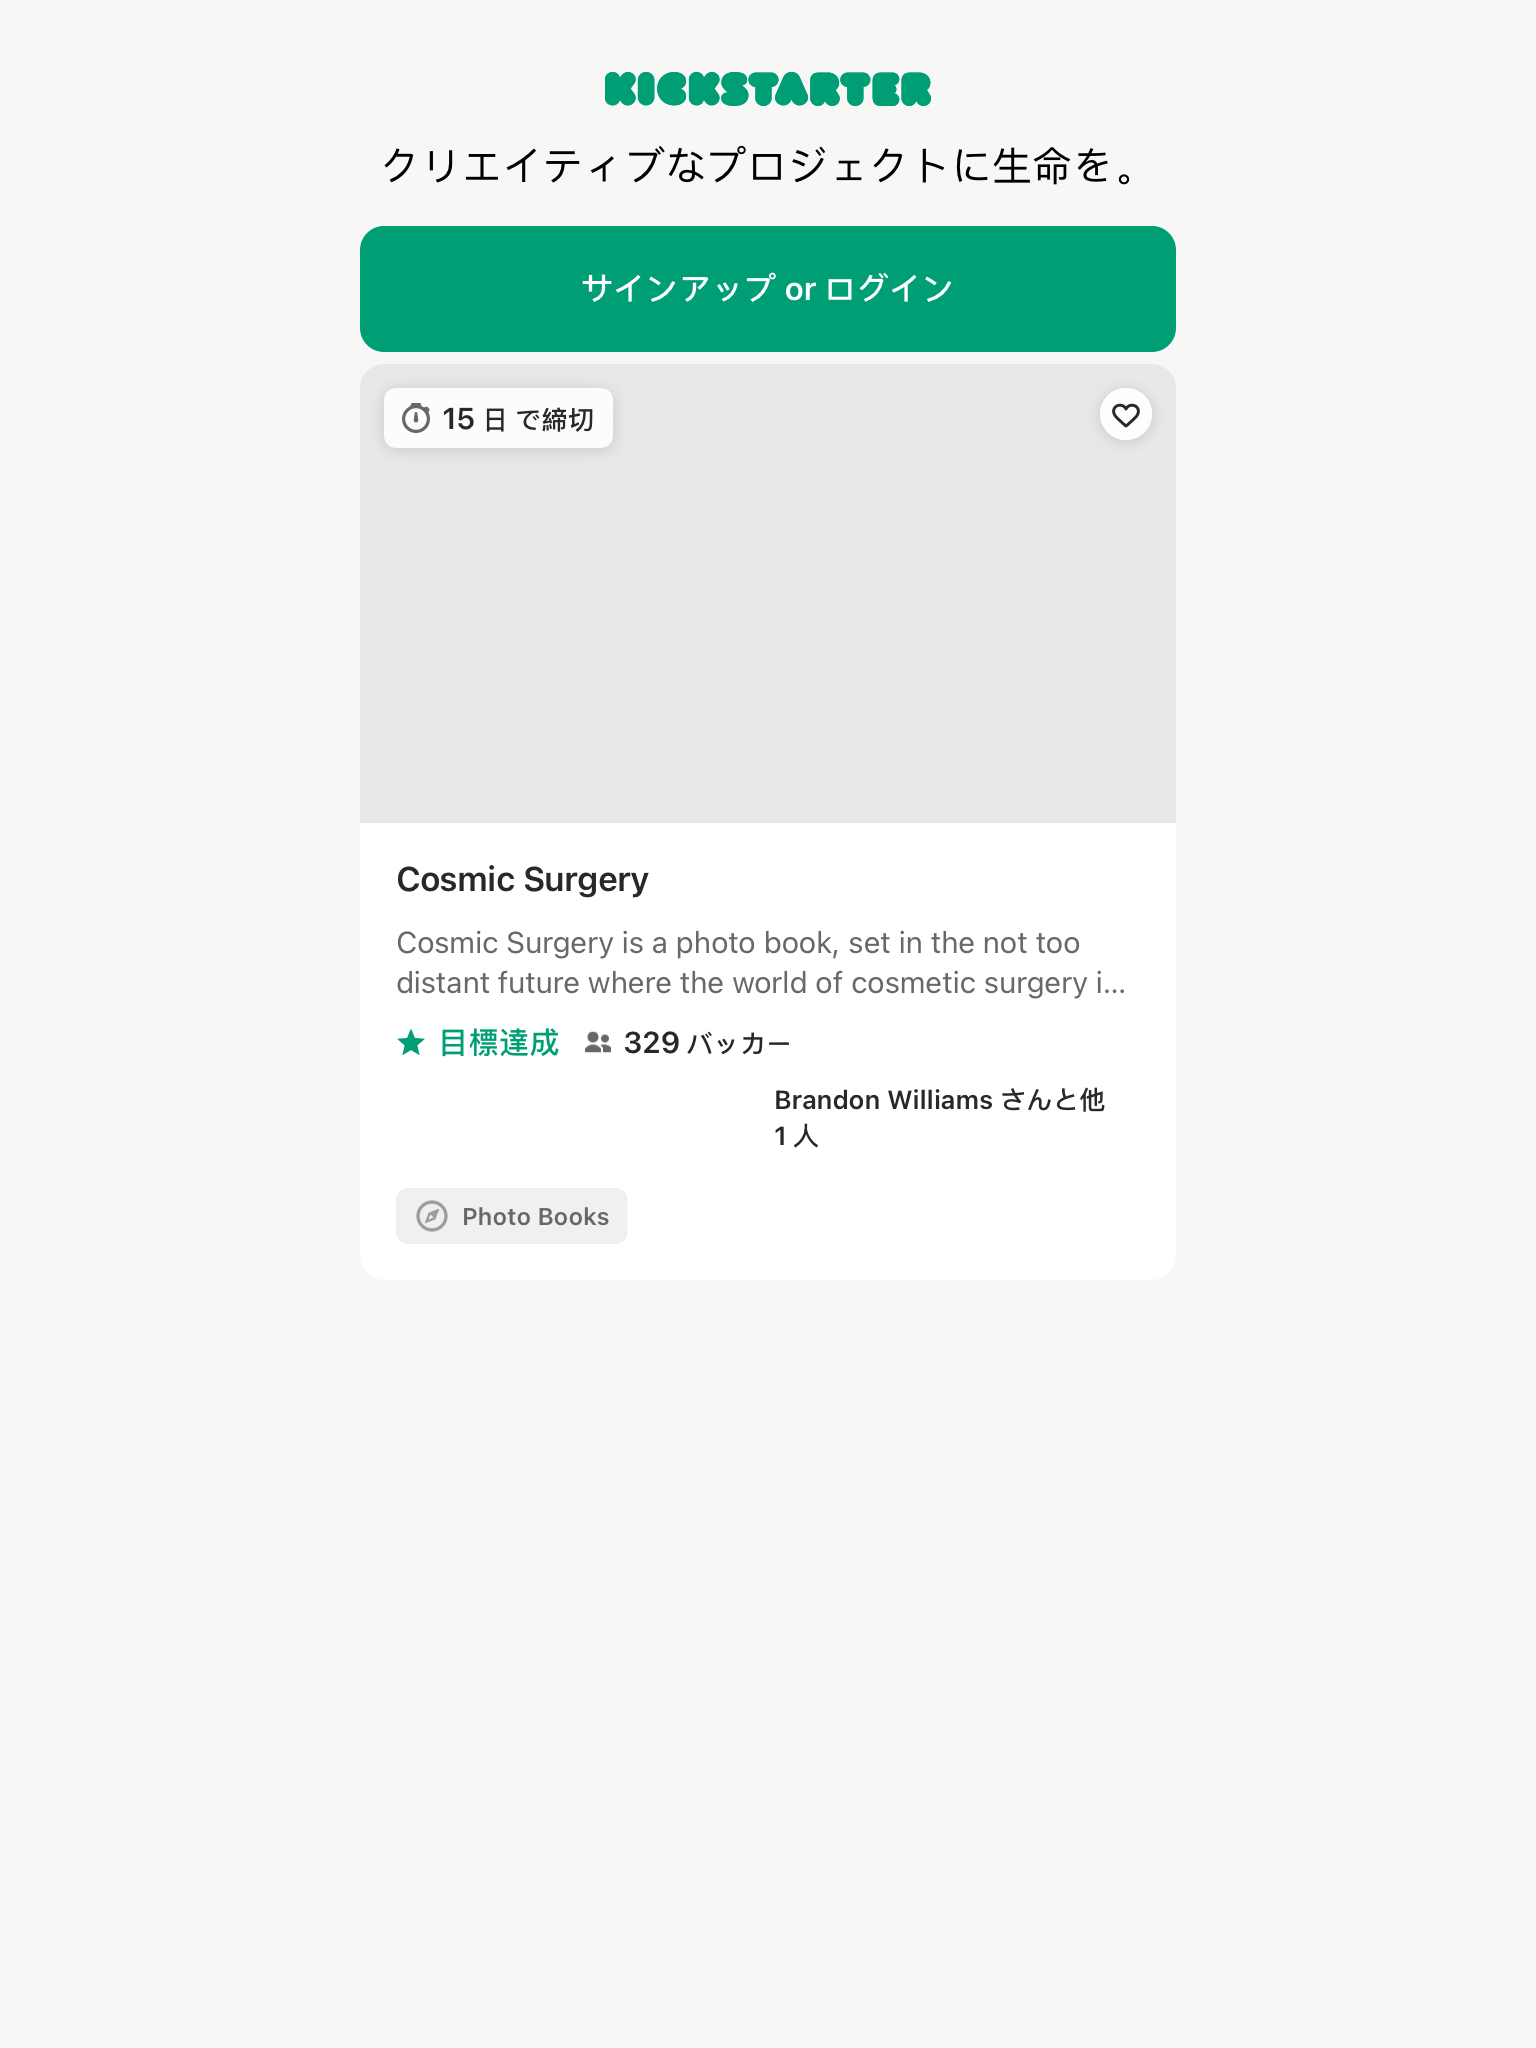 KICKSTARTER
クリエイティブなプロジェクトに生命を。
サインアップ or ログイン
15 日 で締切
Cosmic Surgery
Cosmic Surgery is a photo book, set in the not too
distant future where the world of cosmetic surgery i...
目標達成 329 バッカー
Brandon Williams さんと他
1 人
Photo Books